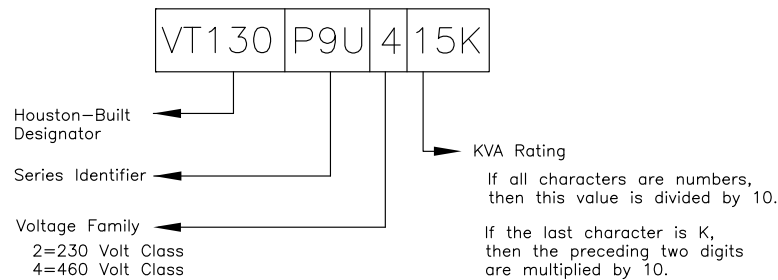 VT130 P9U 4 15K
Houston-Built
Designator
Series Identifier
Voltage Family
2=230 Volt Class
4=460 Volt Class
KVA Rating
If all characters are numbers,
then this value is divided by 10.
If the last character is K,
then the preceding two digits
are multiplied by 10.